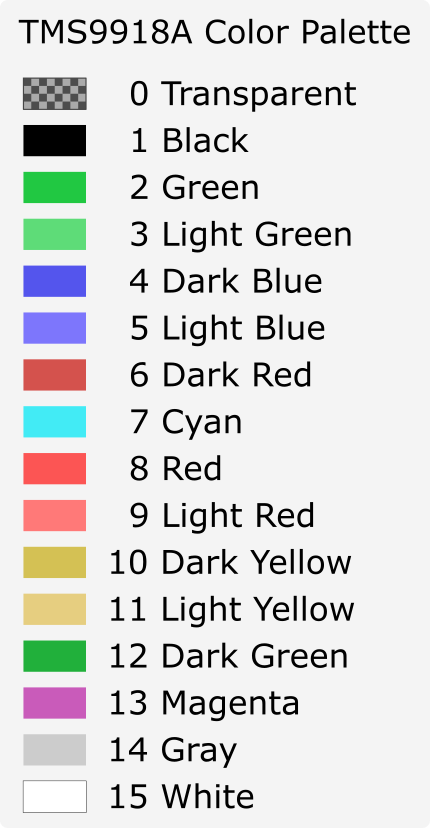 TMS9918A Color Palette
0 Transparent
1 Black
2 Green
3 Light Green
4 Dark Blue
5 Light Blue
6 Dark Red
7 Cyan
8 Red
9 Light Red
10 Dark Yellow
11 Light Yellow
12 Dark Green
13 Magenta
14 Gray
15 White